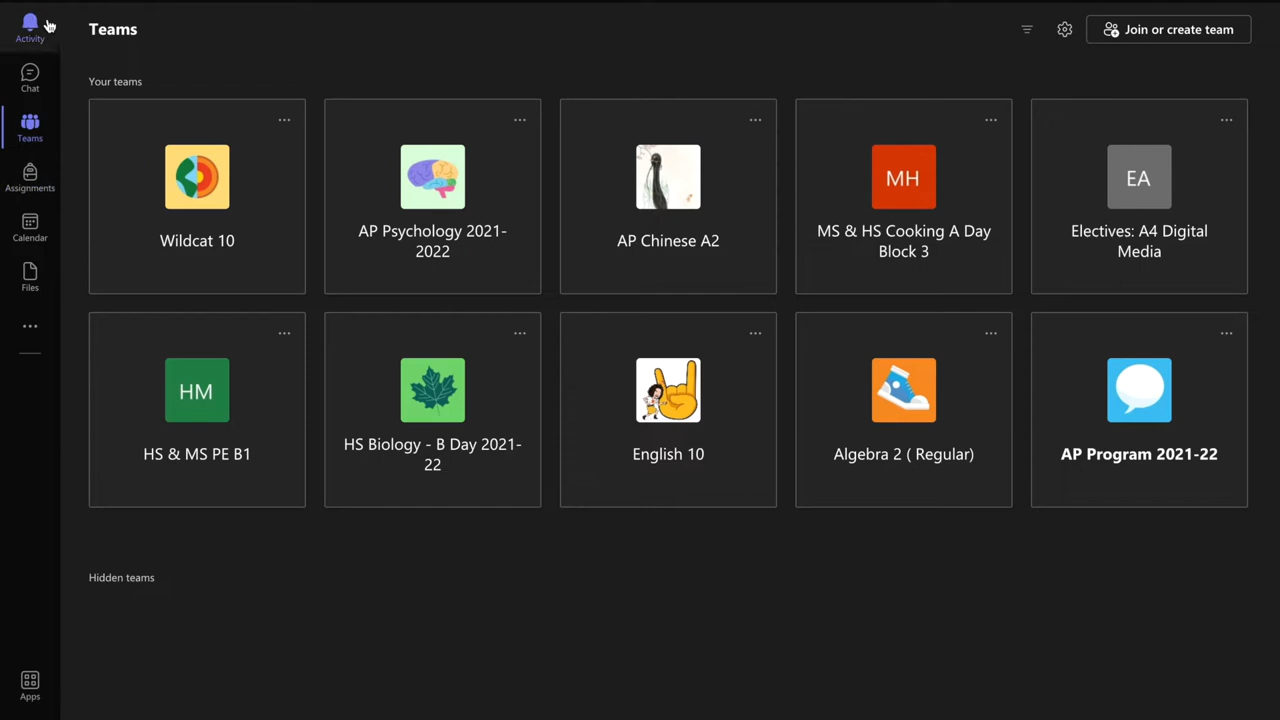 Activity
Chat
Teams
Assignments
Calendar
Files
Apps
Teams
Join or create team
Your teams
Wildcat 10
AP Psychology 2021-
2022
AP Chinese A2
MH
MS & HS Cooking A Day
Block 3
EA
Electives: A4 Digital
Media
HM
HS & MS PE B1
HS Biology - B Day 2021-
22
English 10
Algebra 2 ( Regular)
AP Program 2021-22
Hidden teams